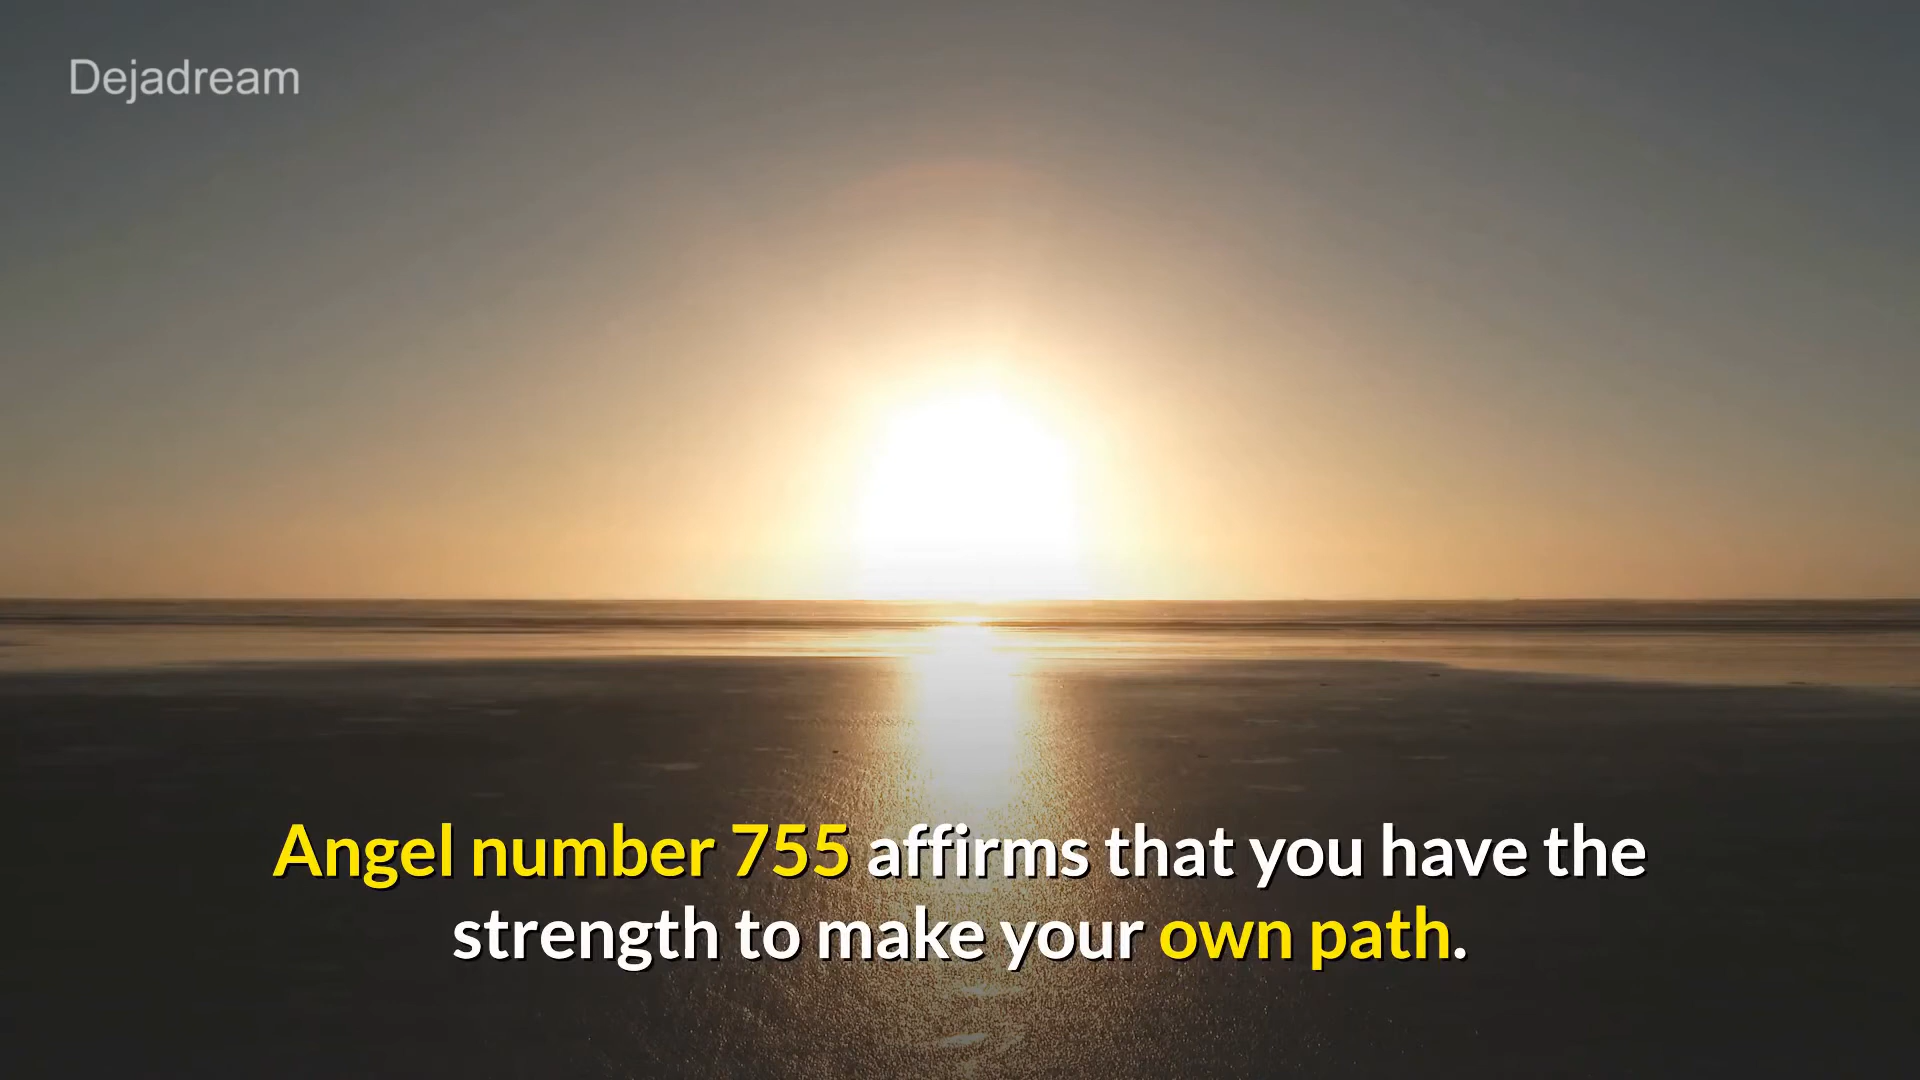 Dejadream
Angel number 755 affirms that you have the
strength to make your own path.